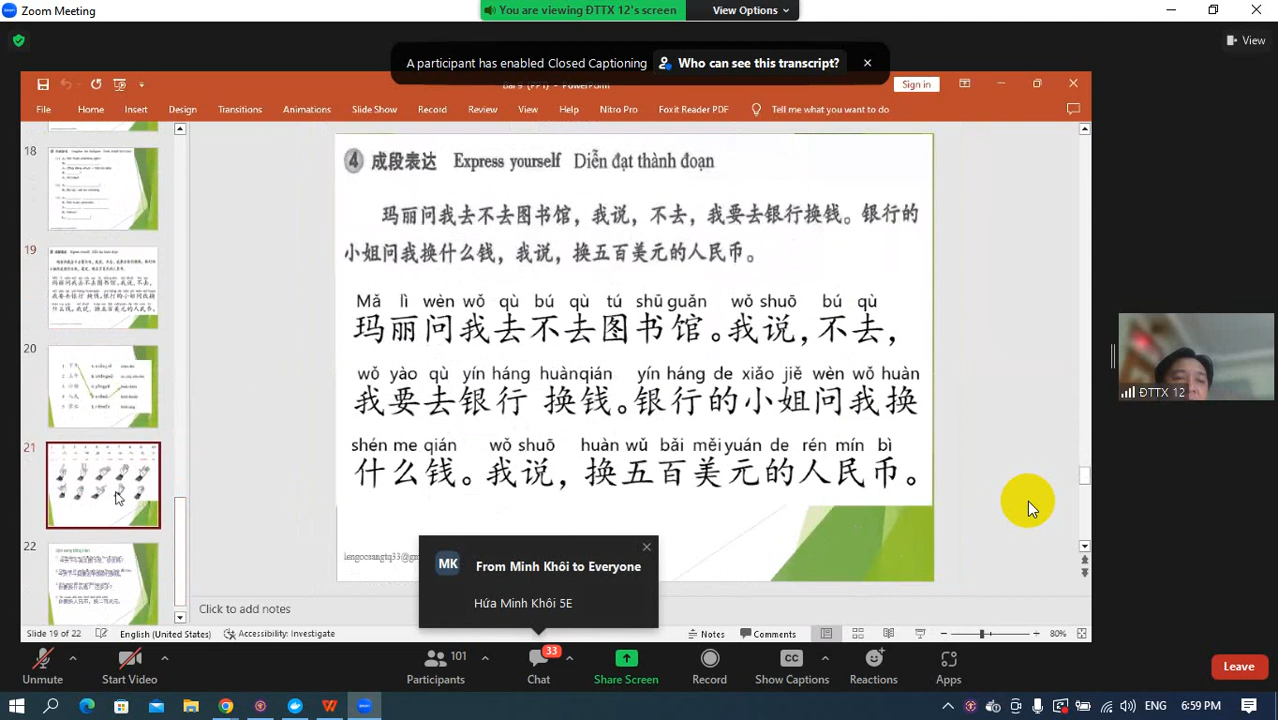 Zoom Meeting
You are viewing ĐTTX 12's screen
View Options
A participant has enabled Closed Captioning
Who can see this transcript?
View
Bài 9 (PPT) - PowerPoint
Sign in
File Home Insert Design Transitions Animations Slide Show Record Review View Help Nitro Pro Foxit Reader PDF Tell me what you want to do
18
19
20
21
22
4 成段表达 Express yourself Diễn đạt thành đoạn
玛丽问我去不去图书馆，我说，不去，我要去银行换钱。银行的
小姐问我换什么钱，我说，换五百美元的人民币。
Mǎ lì wèn wǒ qù bú qù tú shū guǎn wǒ shuō bú qù
玛丽问我去不去图书馆。我说，不去，
wǒ yào qù yín háng huàn qián yín háng de xiǎo jiě wèn wǒ huàn
我要去银行 换钱。银行的小姐问我换
shén me qián wǒ shuō huàn wǔ bǎi měi yuán de rén mín bì
什么钱。我说，换五百美元的人民币。
lengocsangtq33@gm
MK
From Minh Khôi to Everyone
Hứa Minh Khôi 5E
ĐTTX 12
Click to add notes
Slide 19 of 22
English (United States)
Accessibility: Investigate
Notes
Comments
80%
101
33
CC
Unmute Start Video Participants Chat Share Screen Record Show Captions Reactions Apps
Leave
ENG
6:59 PM